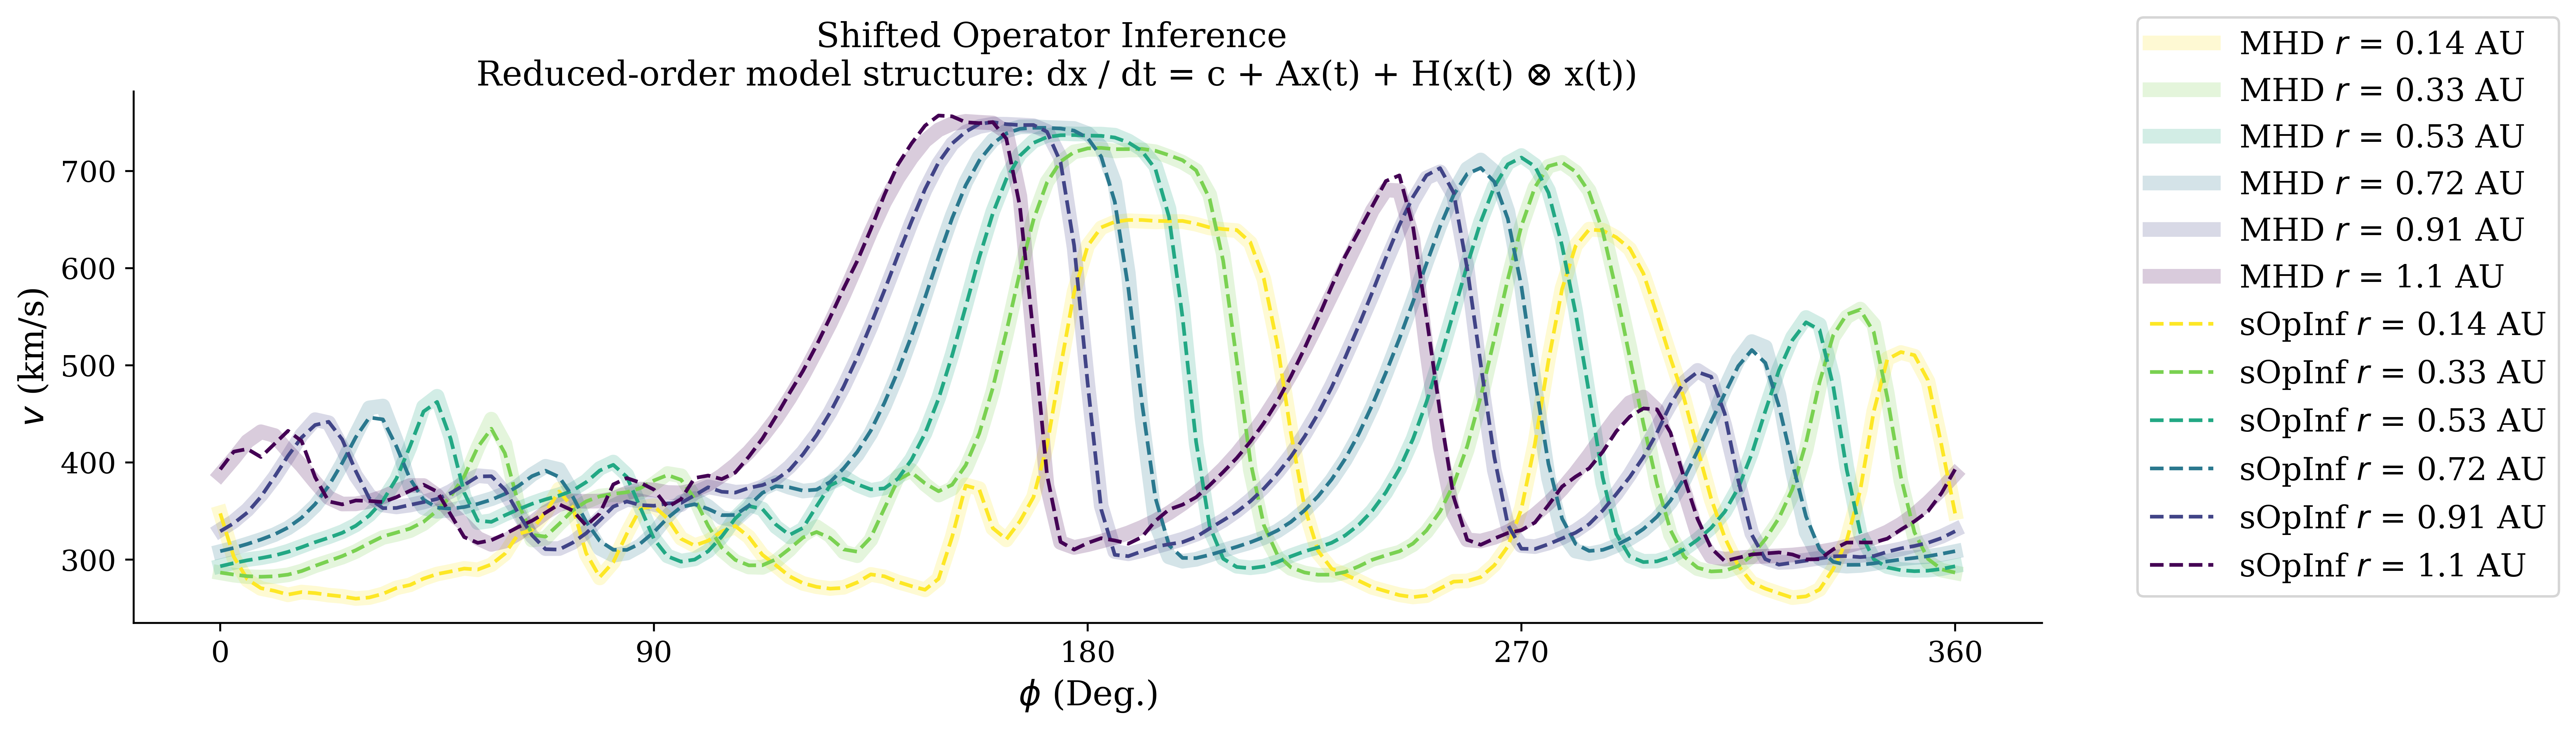 Shifted Operator Inference
Reduced-order model structure: dx / dt = c + Ax(t) + H(x(t) ⊗ x(t))
v (km/s)
700
600
500
400
300
0
90
180
270
360
ϕ (Deg.)
MHD r = 0.14 AU
MHD r = 0.33 AU
MHD r = 0.53 AU
MHD r = 0.72 AU
MHD r = 0.91 AU
MHD r = 1.1 AU
sOpInf r = 0.14 AU
sOpInf r = 0.33 AU
sOpInf r = 0.53 AU
sOpInf r = 0.72 AU
sOpInf r = 0.91 AU
sOpInf r = 1.1 AU